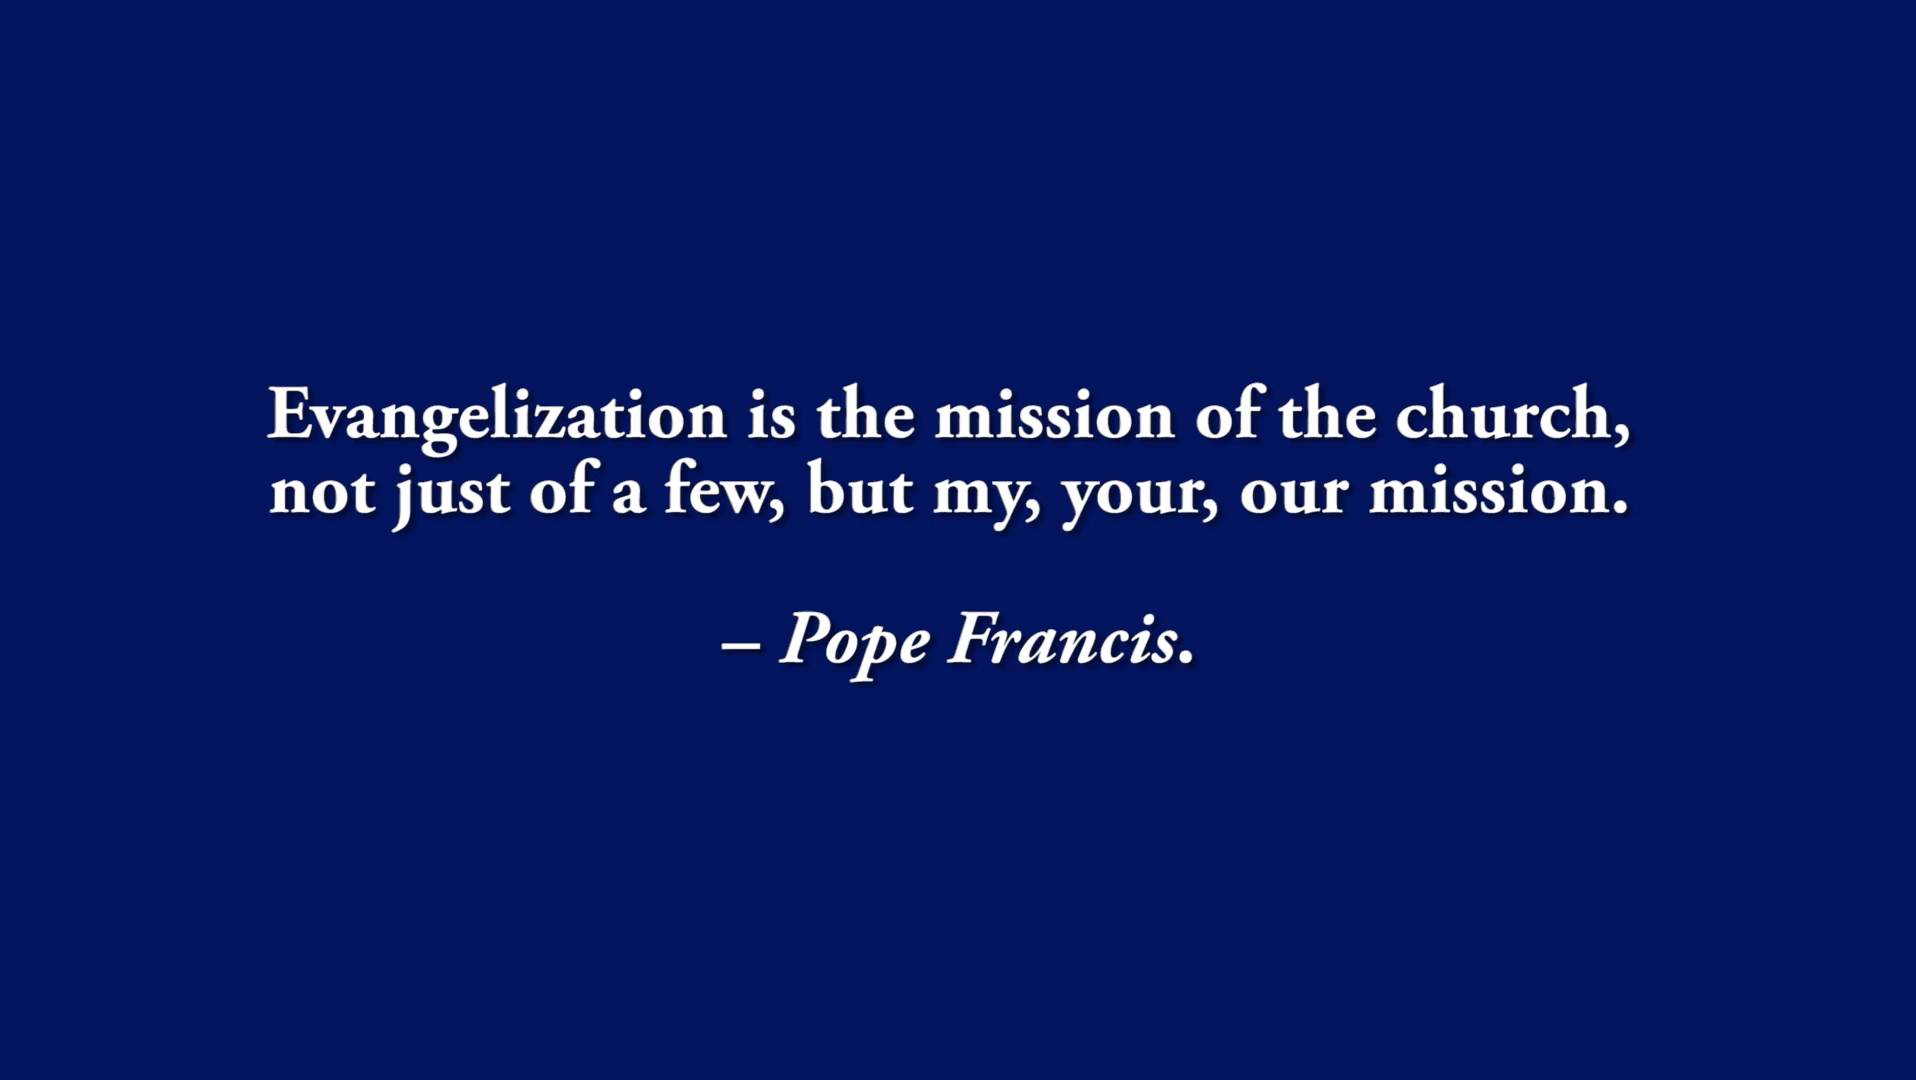 Evangelization is the mission of the church,
not just of a few, but my, your, our mission.
– Pope Francis.